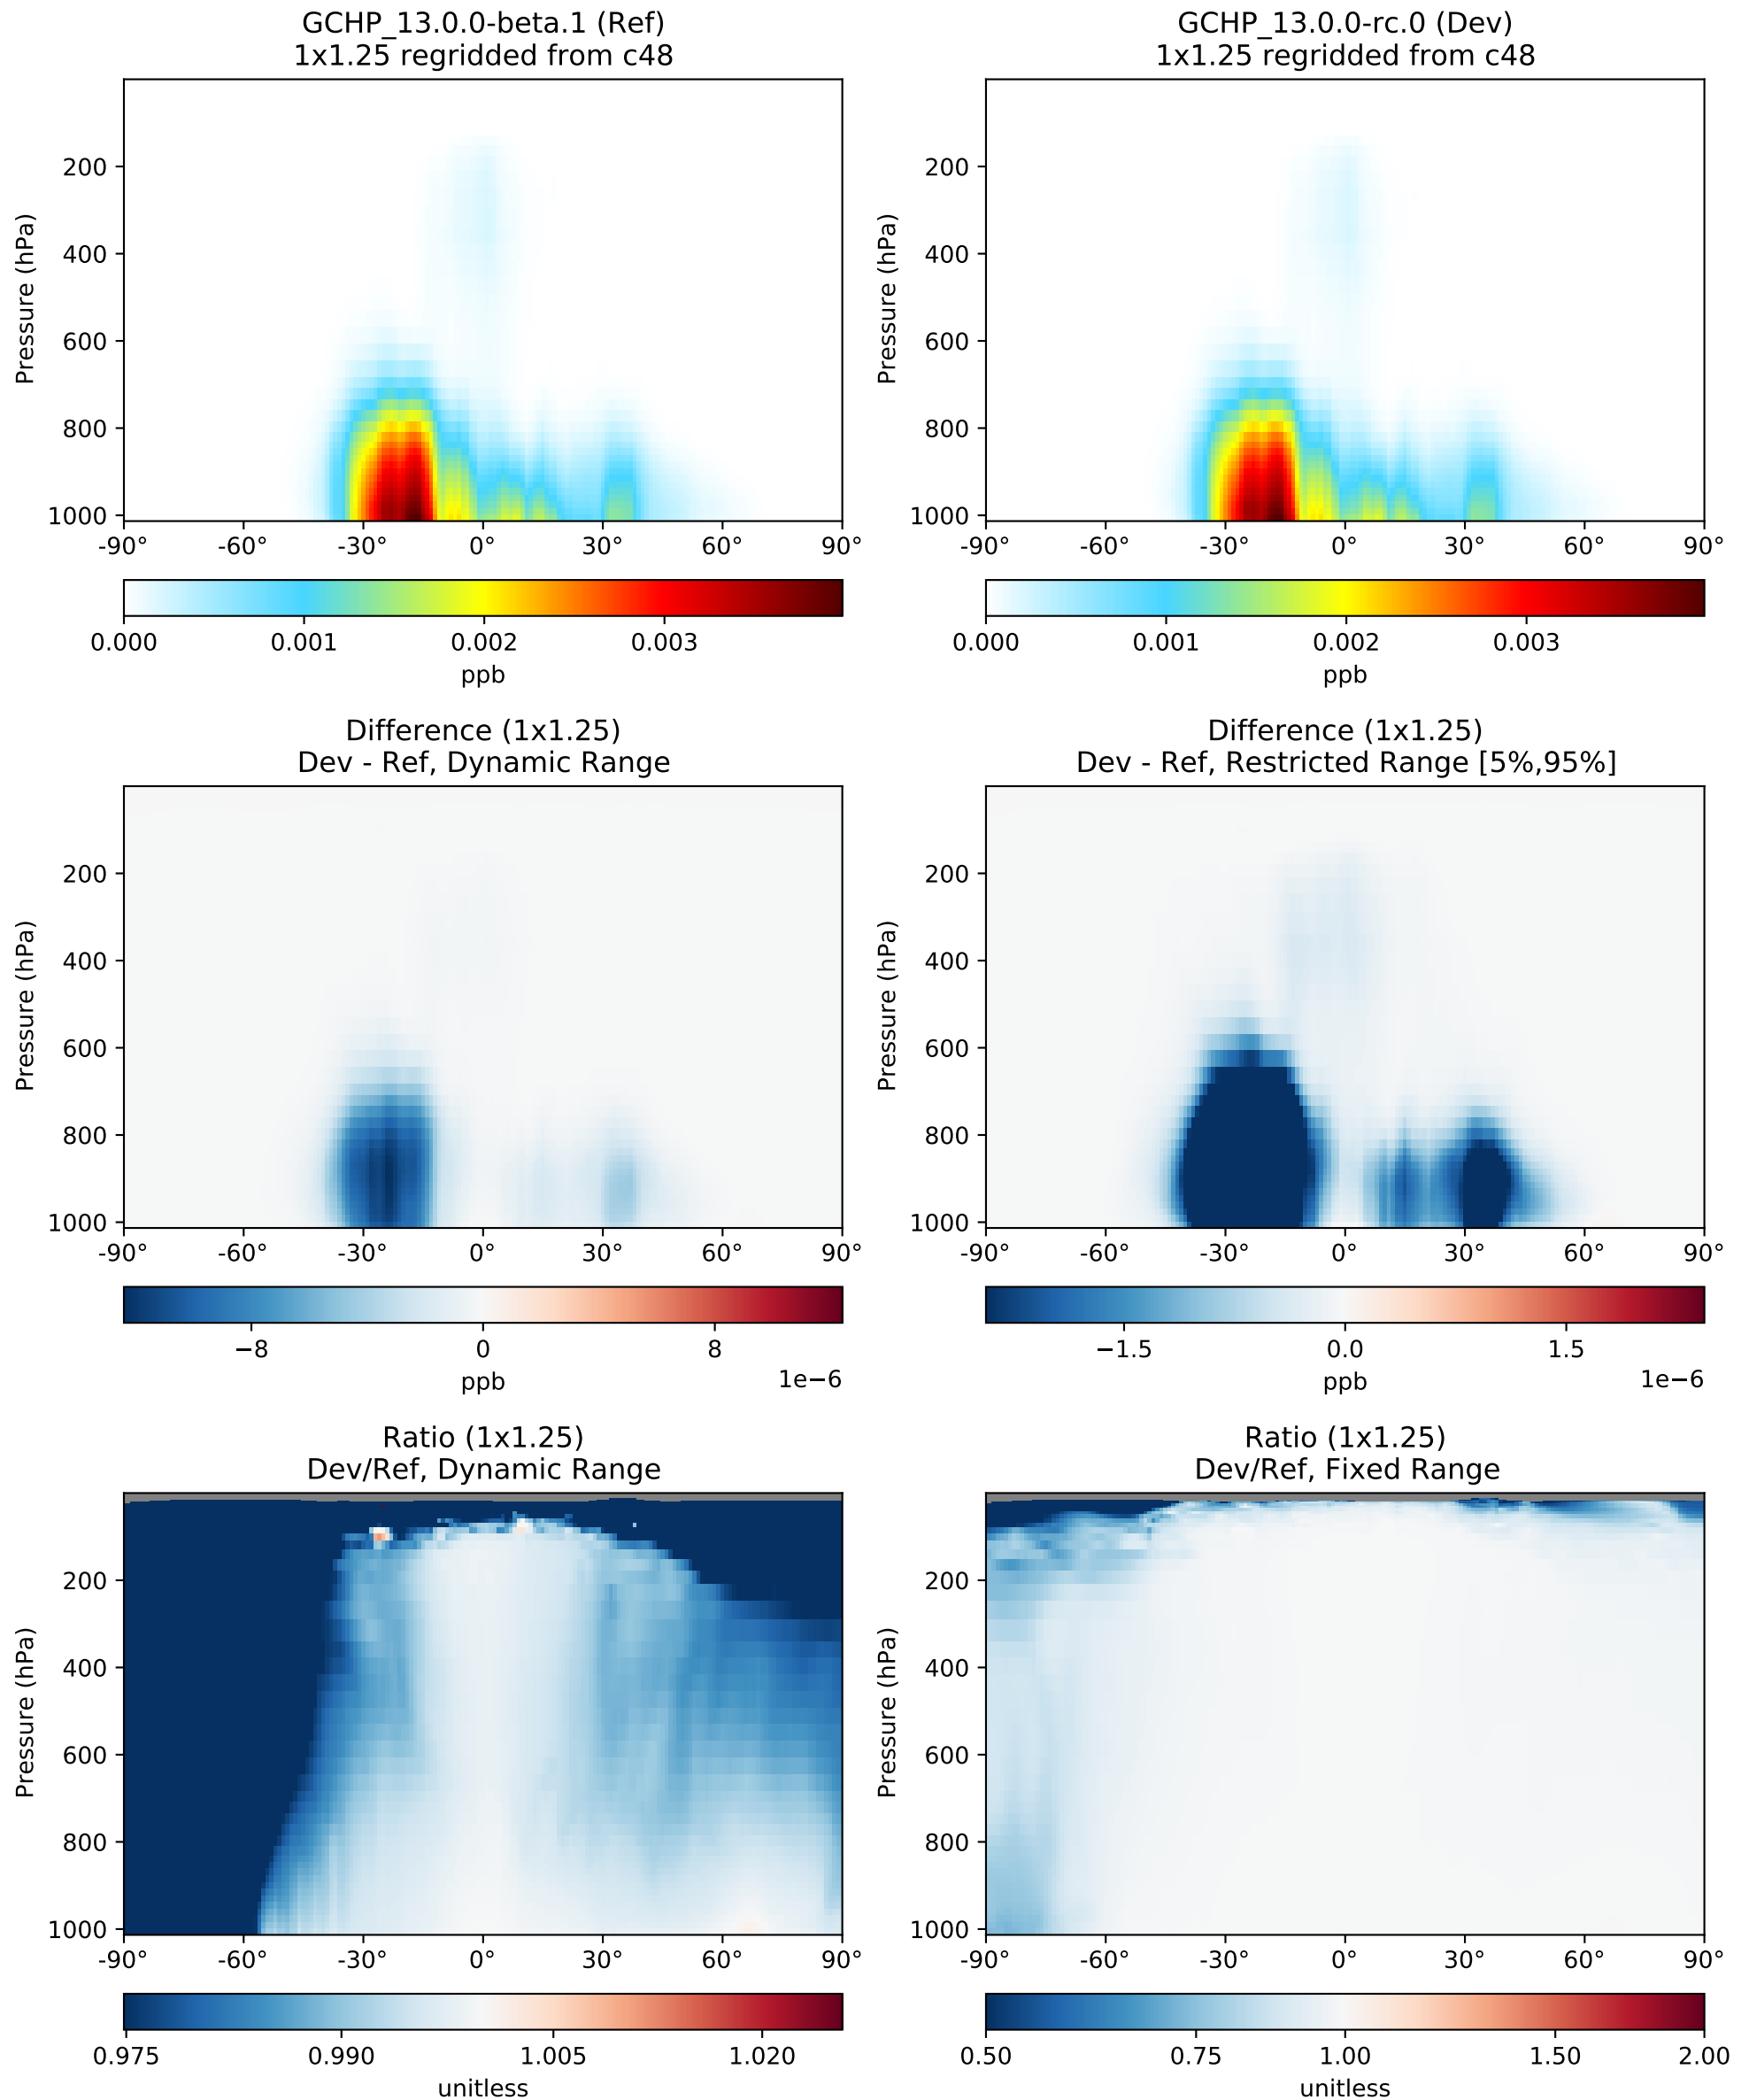 GCHP_13.0.0-beta.1 (Ref)
1x1.25 regridded from c48
Pressure (hPa)
200
400
600
800
1000
-90° -60° -30° 0° 30° 60° 90°
0.000 0.001 0.002 0.003
ppb
GCHP_13.0.0-rc.0 (Dev)
1x1.25 regridded from c48
Pressure (hPa)
200
400
600
800
1000
-90° -60° -30° 0° 30° 60° 90°
0.000 0.001 0.002 0.003
ppb
Difference (1x1.25)
Dev - Ref, Dynamic Range
Pressure (hPa)
200
400
600
800
1000
-90° -60° -30° 0° 30° 60° 90°
−8 0 8
1e−6
ppb
Difference (1x1.25)
Dev - Ref, Restricted Range [5%,95%]
Pressure (hPa)
200
400
600
800
1000
-90° -60° -30° 0° 30° 60° 90°
−1.5 0.0 1.5
1e−6
ppb
Ratio (1x1.25)
Dev/Ref, Dynamic Range
Pressure (hPa)
200
400
600
800
1000
-90° -60° -30° 0° 30° 60° 90°
0.975 0.990 1.005 1.020
unitless
Ratio (1x1.25)
Dev/Ref, Fixed Range
Pressure (hPa)
200
400
600
800
1000
-90° -60° -30° 0° 30° 60° 90°
0.50 0.75 1.00 1.50 2.00
unitless